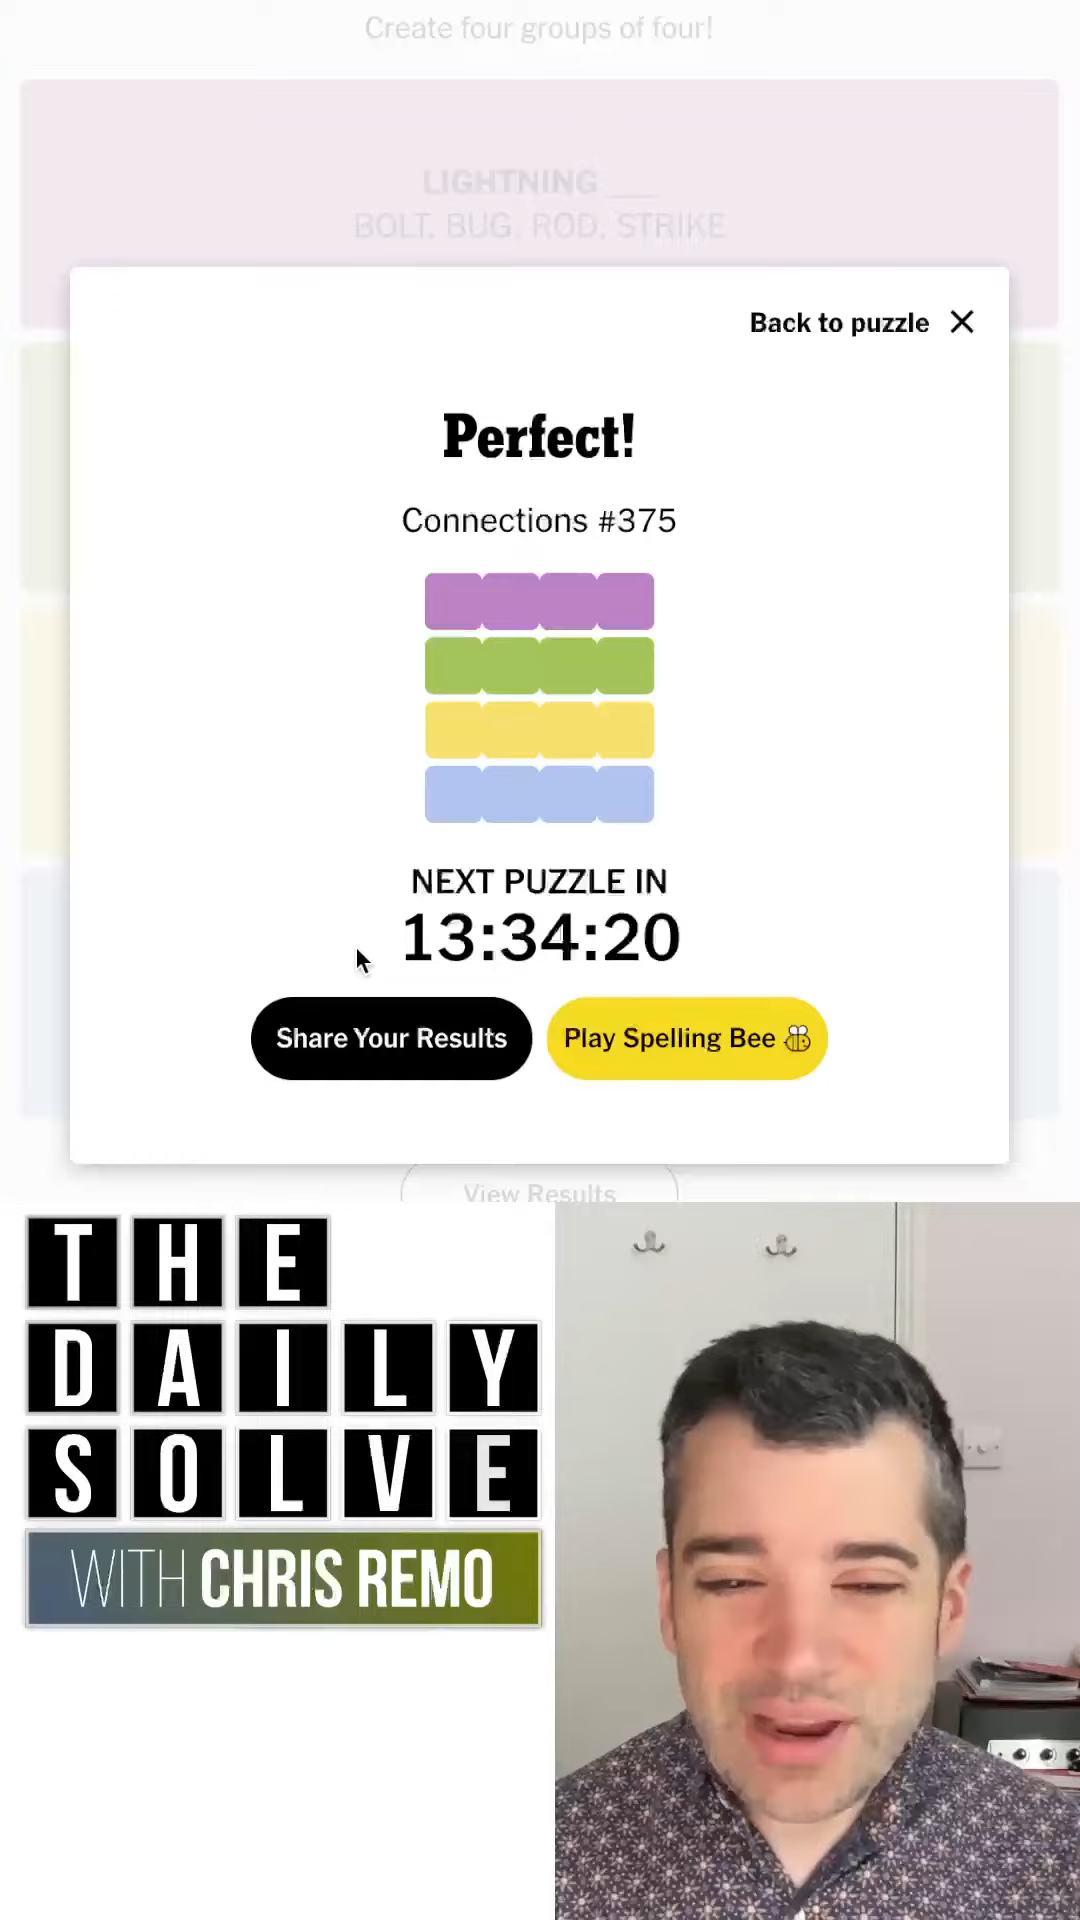 Create four groups of four!
LIGHTNING ___
BOLT, BUG, ROD, STRIKE
Back to puzzle
Perfect!
Connections #375
NEXT PUZZLE IN
13:34:20
Share Your Results
Play Spelling Bee
View Results
THE
DAILY
SOLVE
WITH CHRIS REMO